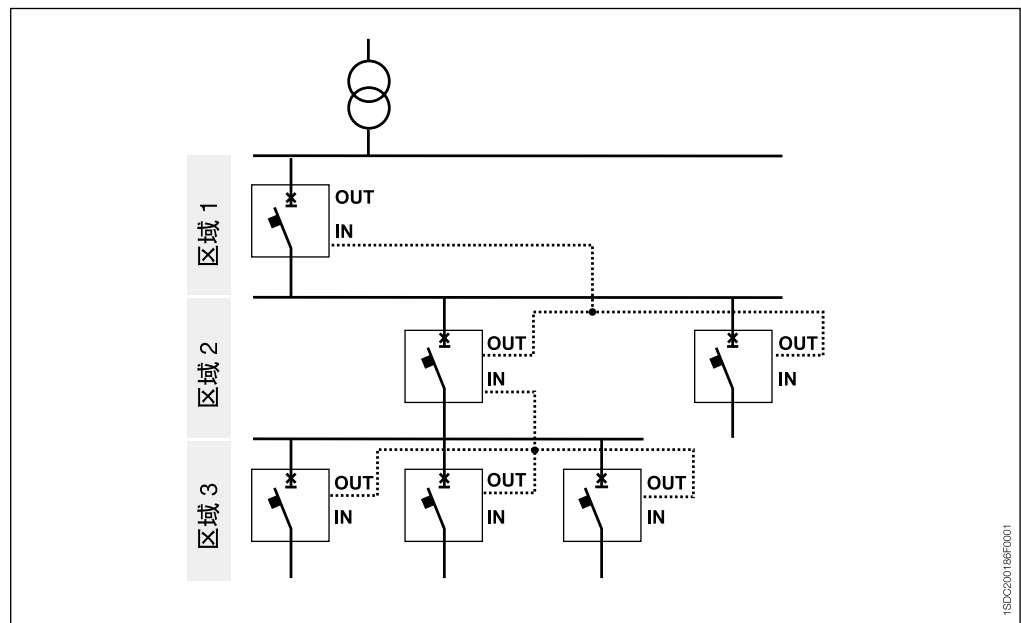 区域 1
OUT
IN
区域 2
OUT
IN
OUT
IN
区域 3
OUT
IN
OUT
IN
OUT
IN
1SDC200186F0001